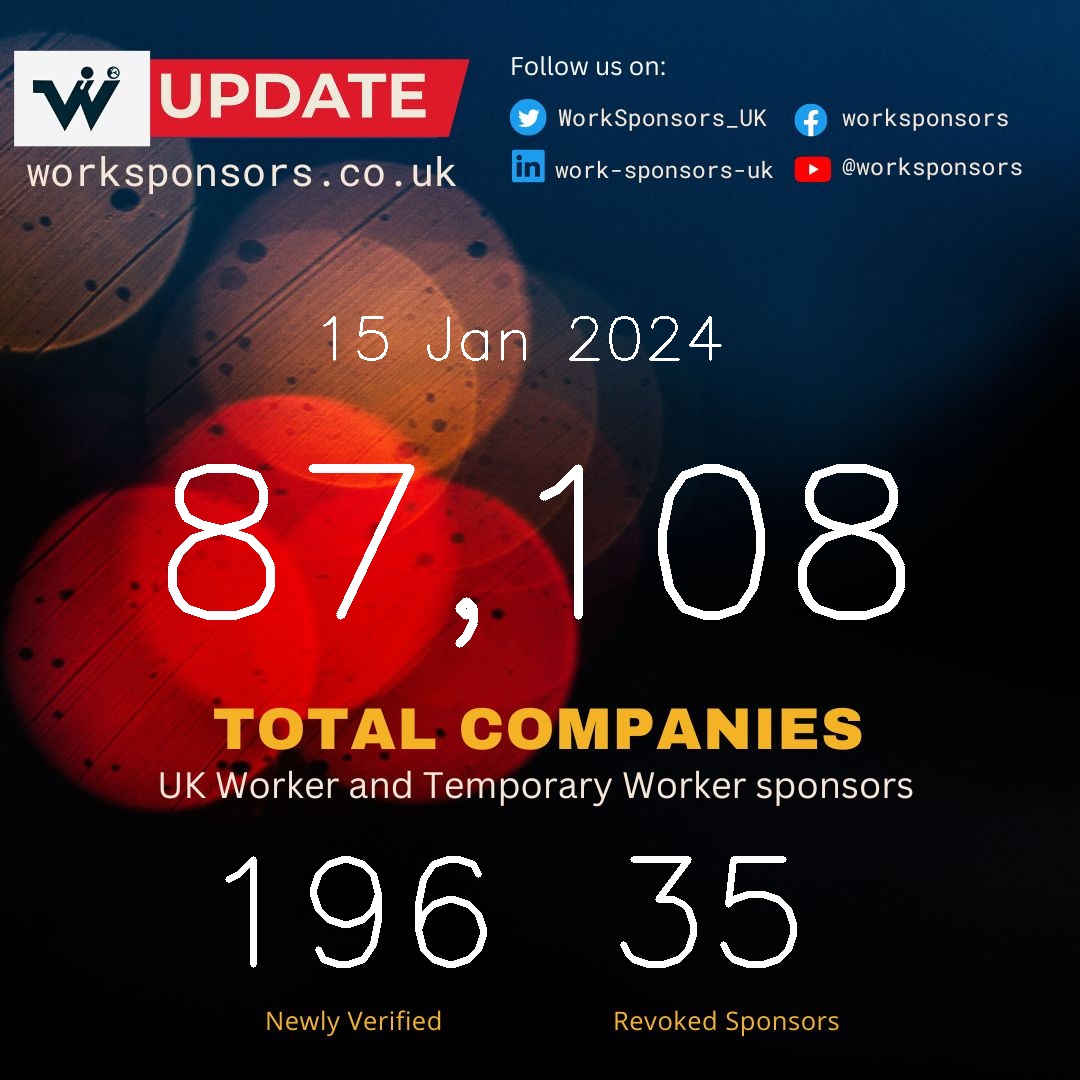 UPDATE
worksponsors.co.uk
Follow us on:
WorkSponsors_UK
worksponsors
work-sponsors-uk
@worksponsors
15 Jan 2024
87,108
TOTAL COMPANIES
UK Worker and Temporary Worker sponsors
196 35
Newly Verified Revoked Sponsors